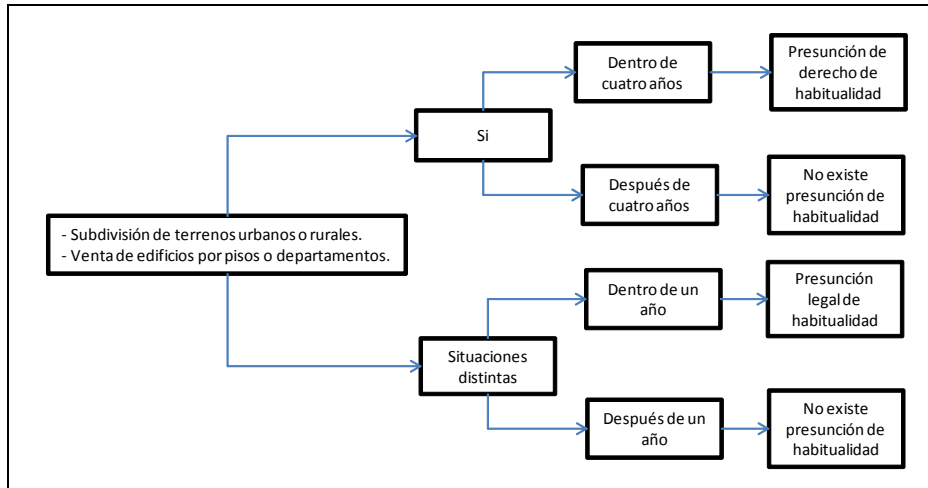 Dentro de
cuatro años
Presunción de
derecho de
habitualidad
Si
Después de
cuatro años
No existe
presunción de
habitualidad
- Subdivisión de terrenos urbanos o rurales.
- Venta de edificios por pisos o departamentos.
Dentro de un
año
Presunción
legal de
habitualidad
Situaciones
distintas
Después de un
año
No existe
presunción de
habitualidad